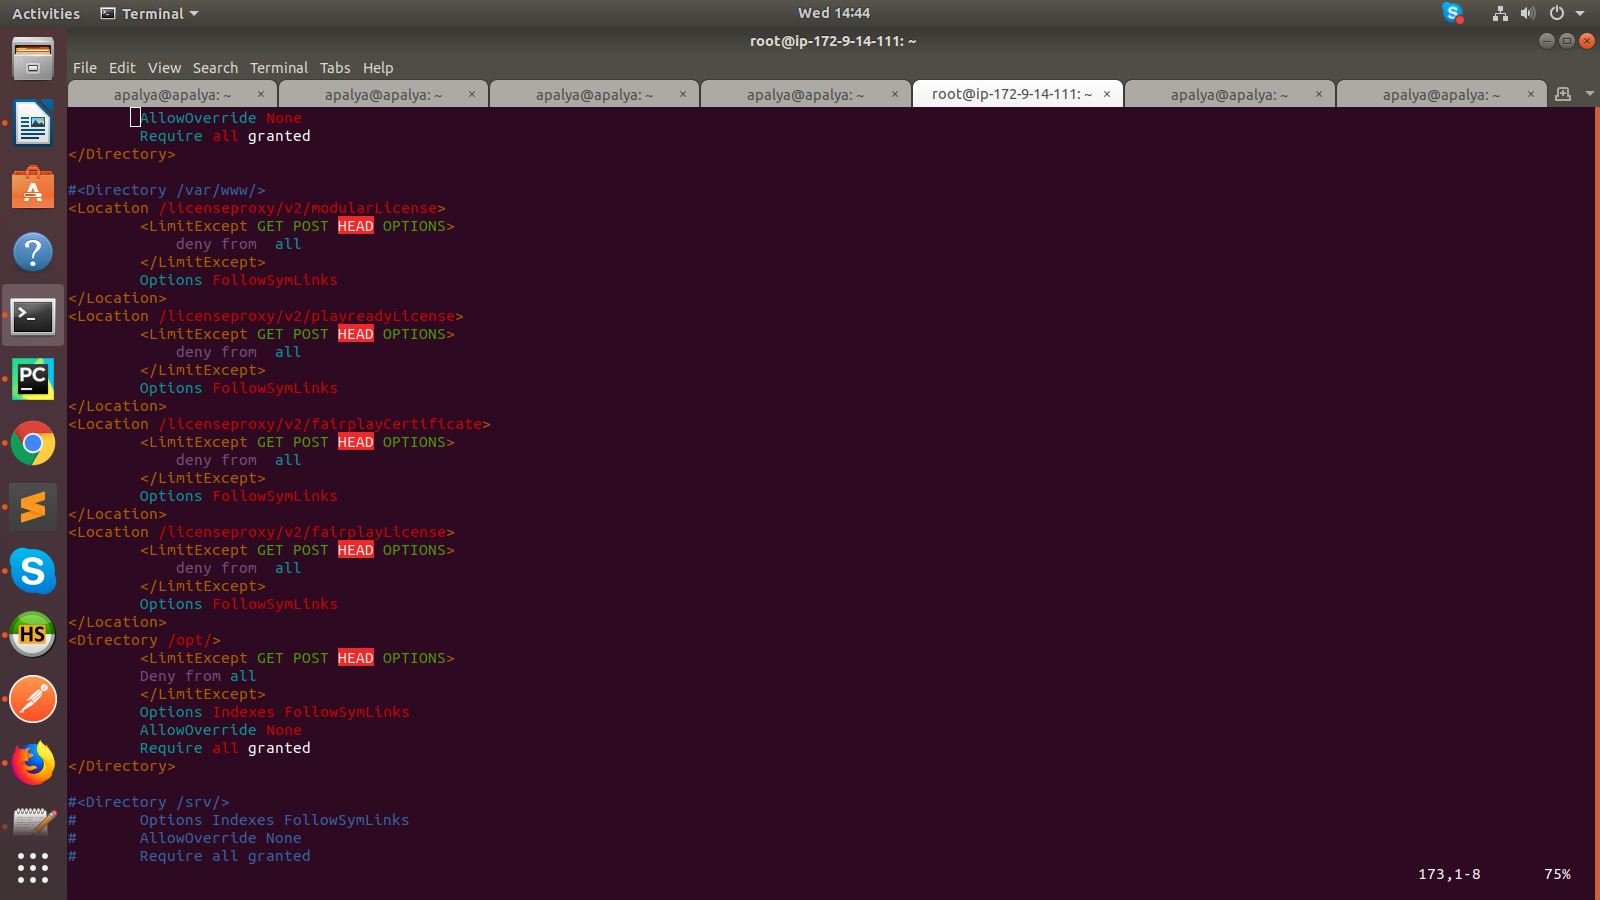 Activities Terminal Wed 14:44
root@ip-172-9-14-111: ~
File Edit View Search Terminal Tabs Help
apalya@apalya: ~ × apalya@apalya: ~ × apalya@apalya: ~ × apalya@apalya: ~ × root@ip-172-9-14-111: ~ × apalya@apalya: ~ × apalya@apalya: ~ ×
        AllowOverride None
        Require all granted
</Directory>

#<Directory /var/www/>
<Location /licenseproxy/v2/modularLicense>
        <LimitExcept GET POST HEAD OPTIONS>
            deny from  all
        </LimitExcept>
        Options FollowSymLinks
</Location>
<Location /licenseproxy/v2/playreadyLicense>
        <LimitExcept GET POST HEAD OPTIONS>
            deny from  all
        </LimitExcept>
        Options FollowSymLinks
</Location>
<Location /licenseproxy/v2/fairplayCertificate>
        <LimitExcept GET POST HEAD OPTIONS>
            deny from  all
        </LimitExcept>
        Options FollowSymLinks
</Location>
<Location /licenseproxy/v2/fairplayLicense>
        <LimitExcept GET POST HEAD OPTIONS>
            deny from  all
        </LimitExcept>
        Options FollowSymLinks
</Location>
<Directory /opt/>
        <LimitExcept GET POST HEAD OPTIONS>
        Deny from all
        </LimitExcept>
        Options Indexes FollowSymLinks
        AllowOverride None
        Require all granted
</Directory>

#<Directory /srv/>
#       Options Indexes FollowSymLinks
#       AllowOverride None
#       Require all granted
173,1-8 75%
PC
S
HS